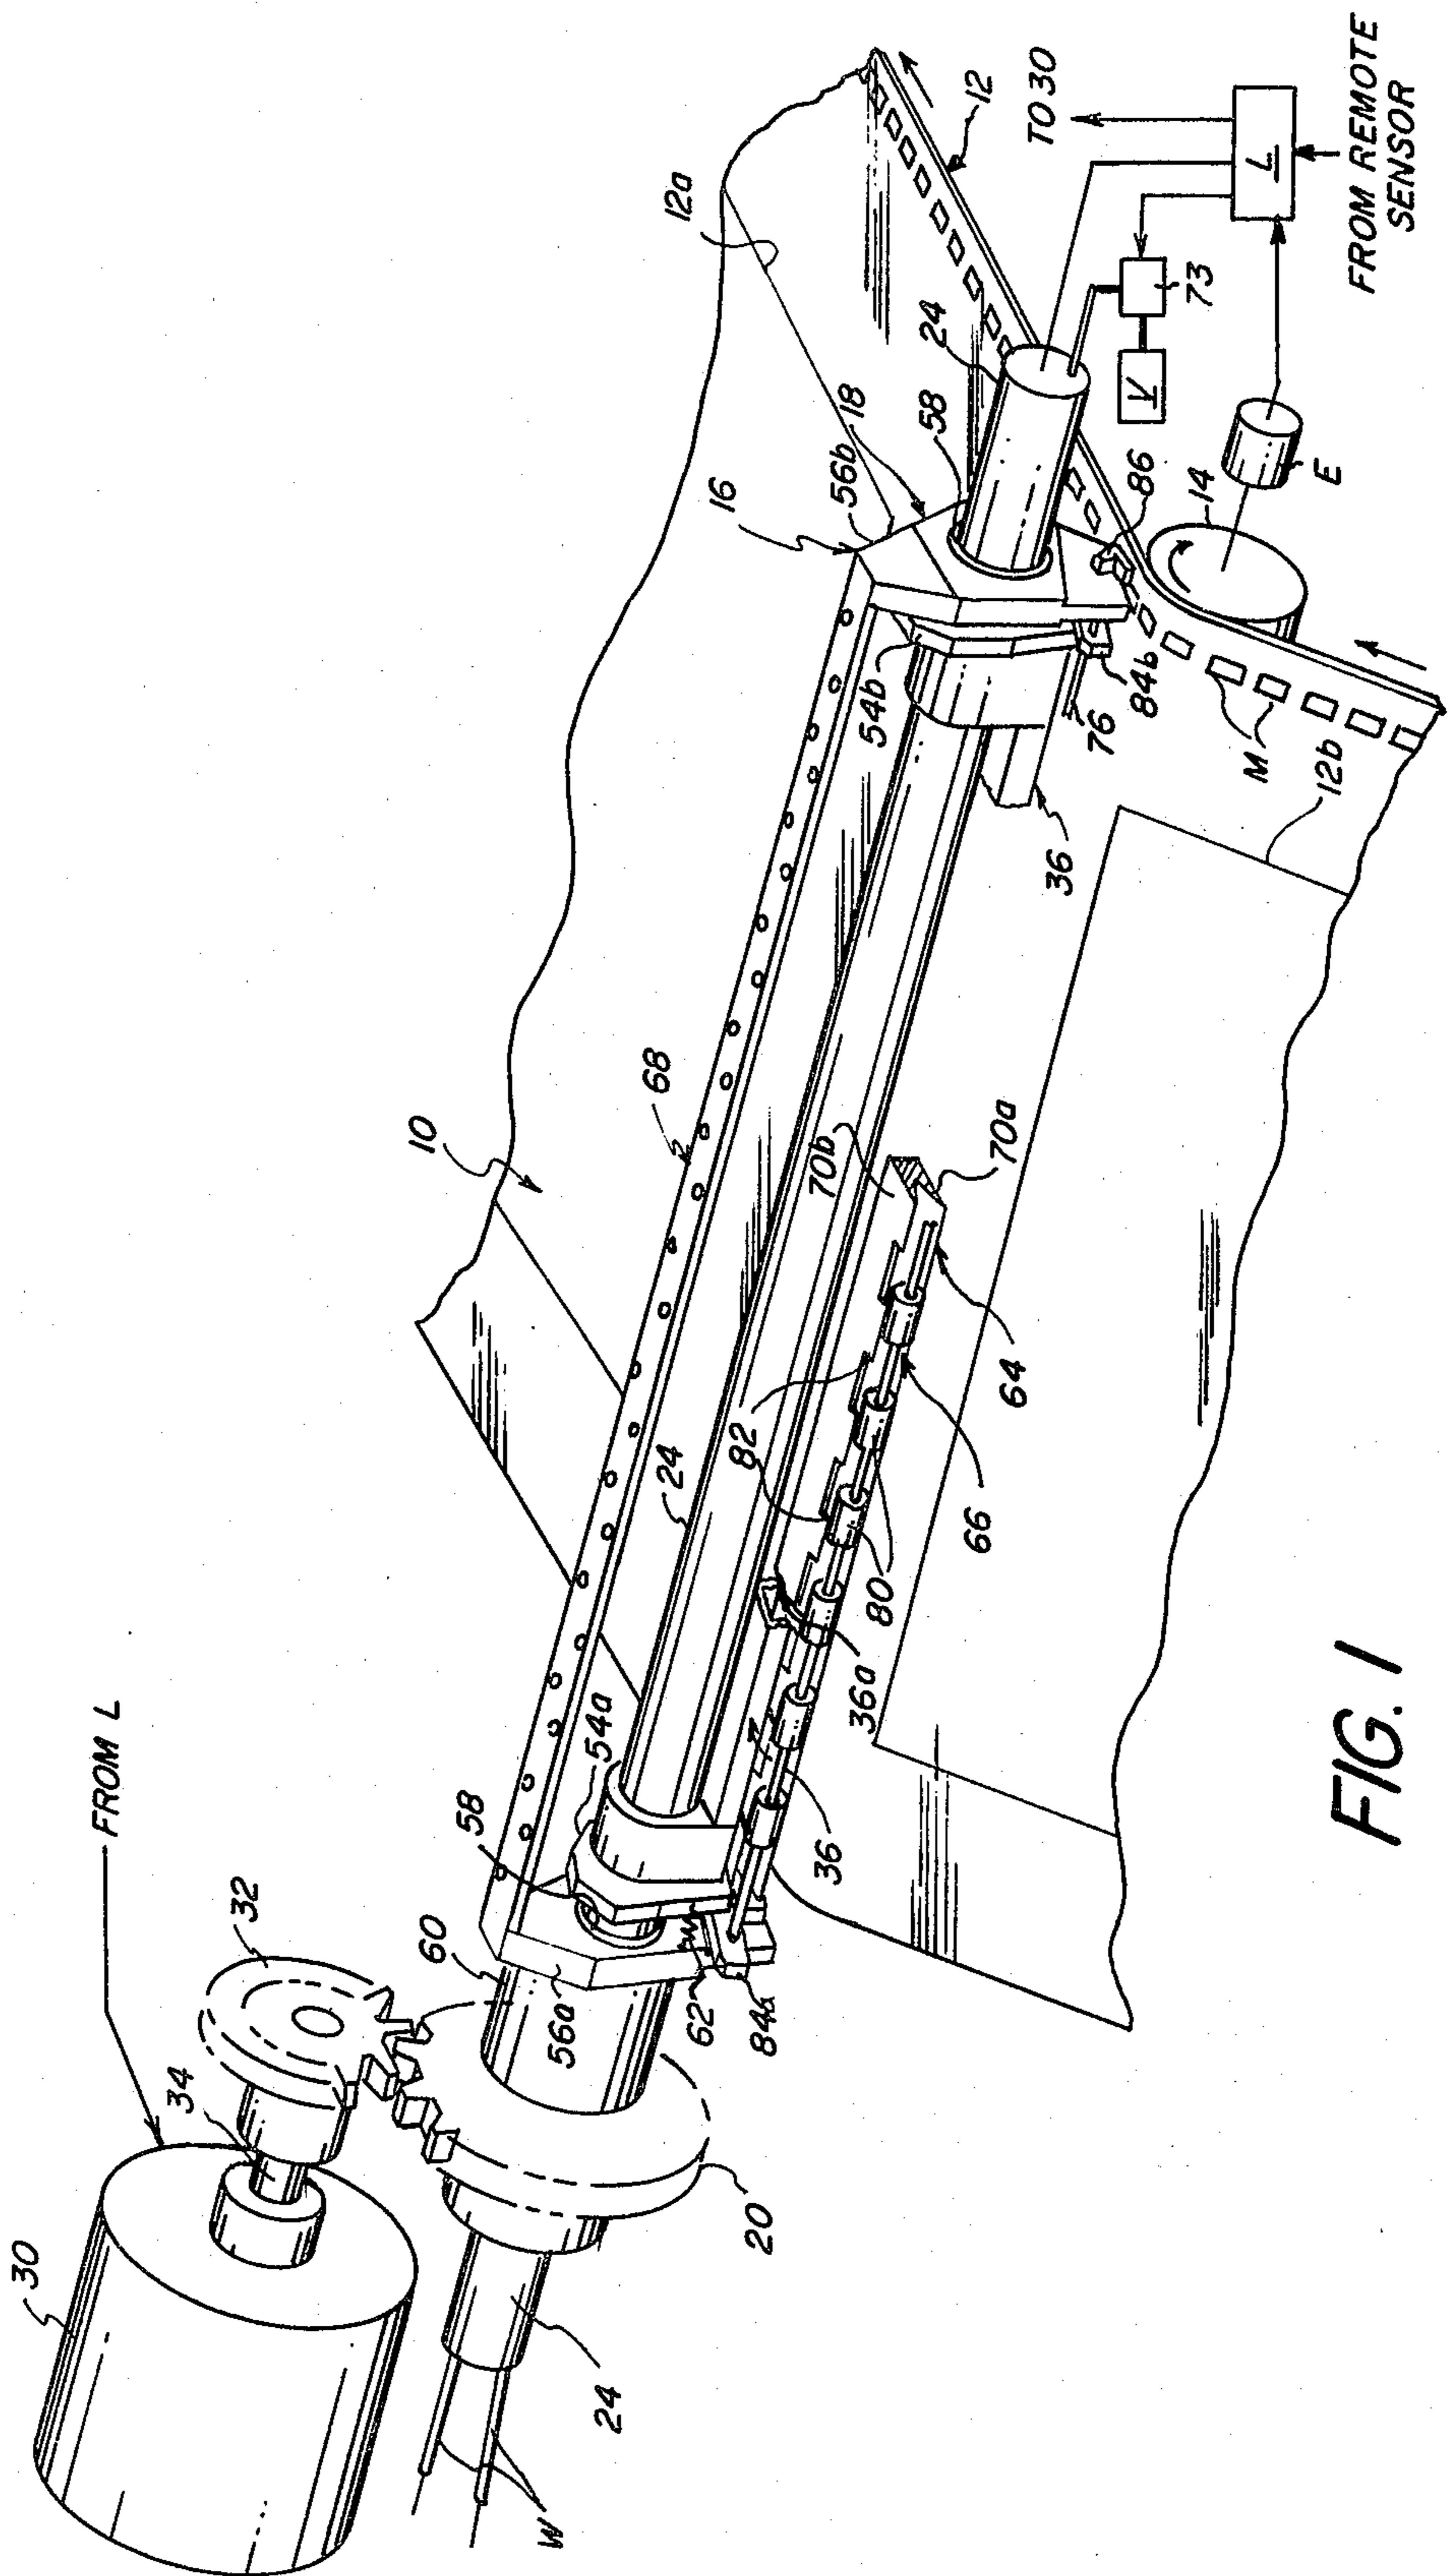 FROM L
30
34
32
60
58
54a
24
10
68
16
56b
18
58
24
12a
12
TO 30
L
FROM REMOTE
SENSOR
73
V
E
14
86
84b
76
54b
36
M
12b
70b
70a
64
66
82
80
36a
36
62
84a
56a
20
24
W
FIG. 1